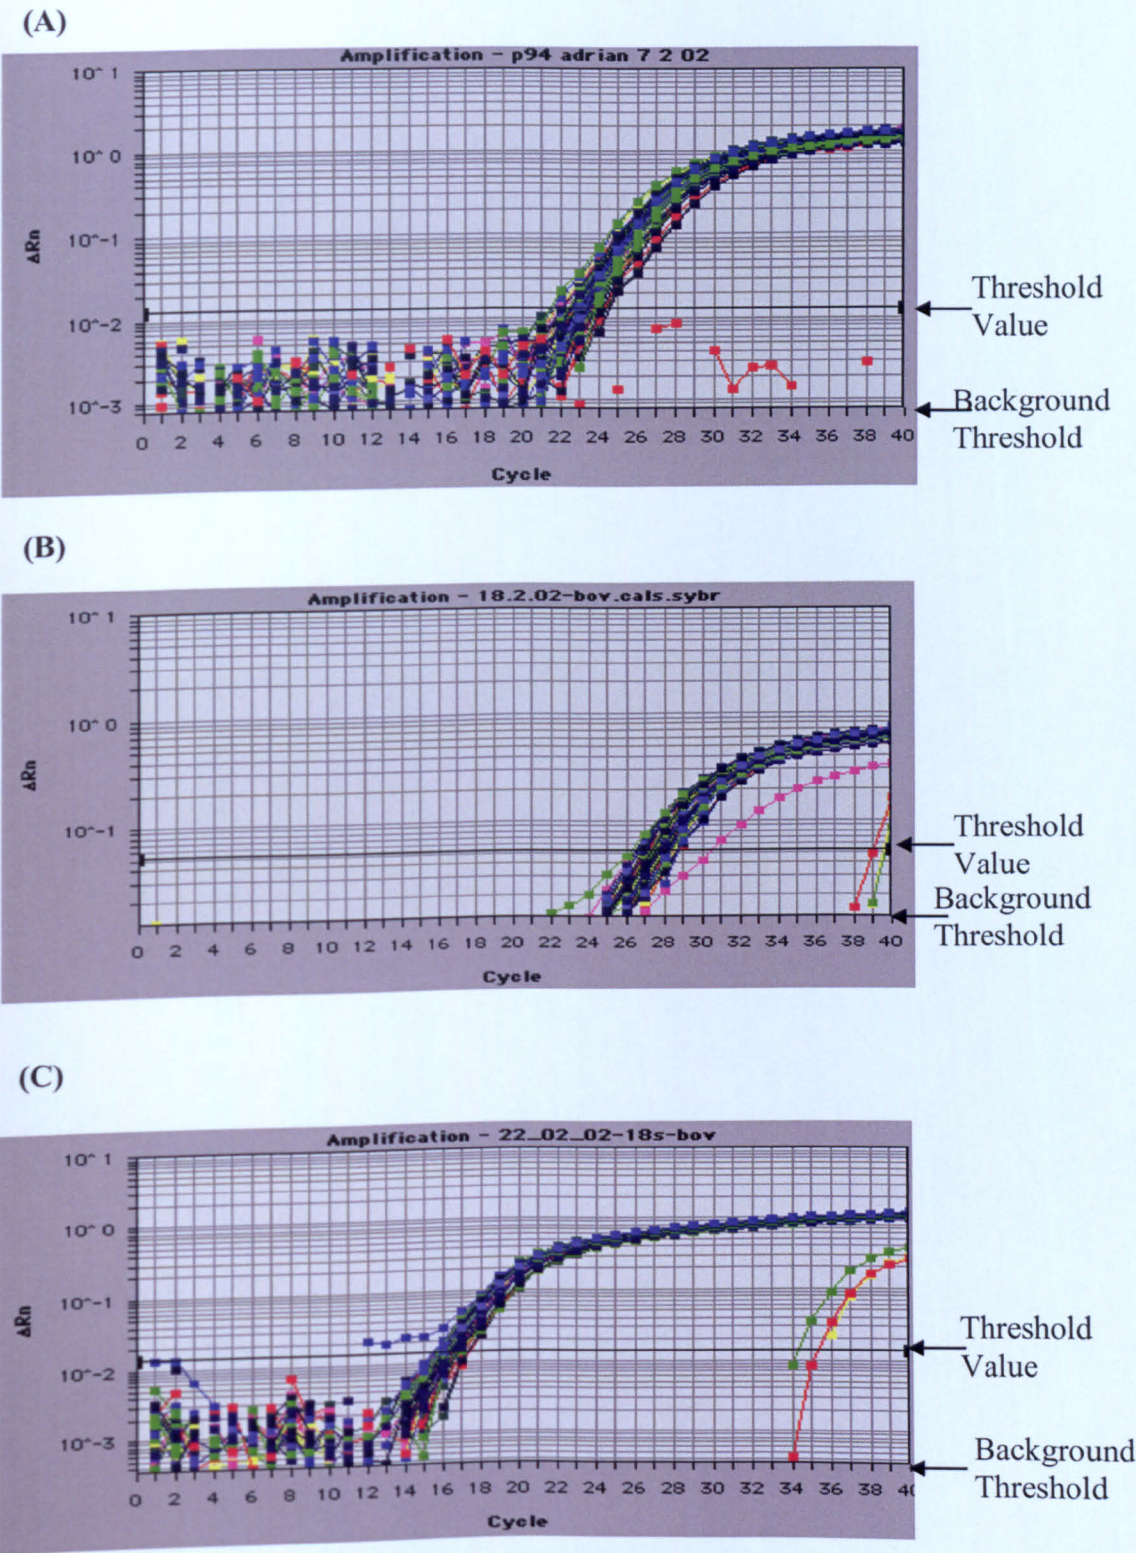 (A)
Amplification - p94 adrian 7 2 02
10^ 1
10^ 0
10^-1
10^-2
10^-3
ΔRn
0 2 4 6 8 10 12 14 16 18 20 22 24 26 28 30 32 34 36 38 40
Cycle
Threshold
Value
Background
Threshold
(B)
Amplification - 18.2.02-bov.cals.sybr
10^ 1
10^ 0
10^-1
ΔRn
0 2 4 6 8 10 12 14 16 18 20 22 24 26 28 30 32 34 36 38 40
Cycle
Threshold
Value
Background
Threshold
(C)
Amplification - 22_02_02-18s-bov
10^ 1
10^ 0
10^-1
10^-2
10^-3
ΔRn
0 2 4 6 8 10 12 14 16 18 20 22 24 26 28 30 32 34 36 38 40
Cycle
Threshold
Value
Background
Threshold